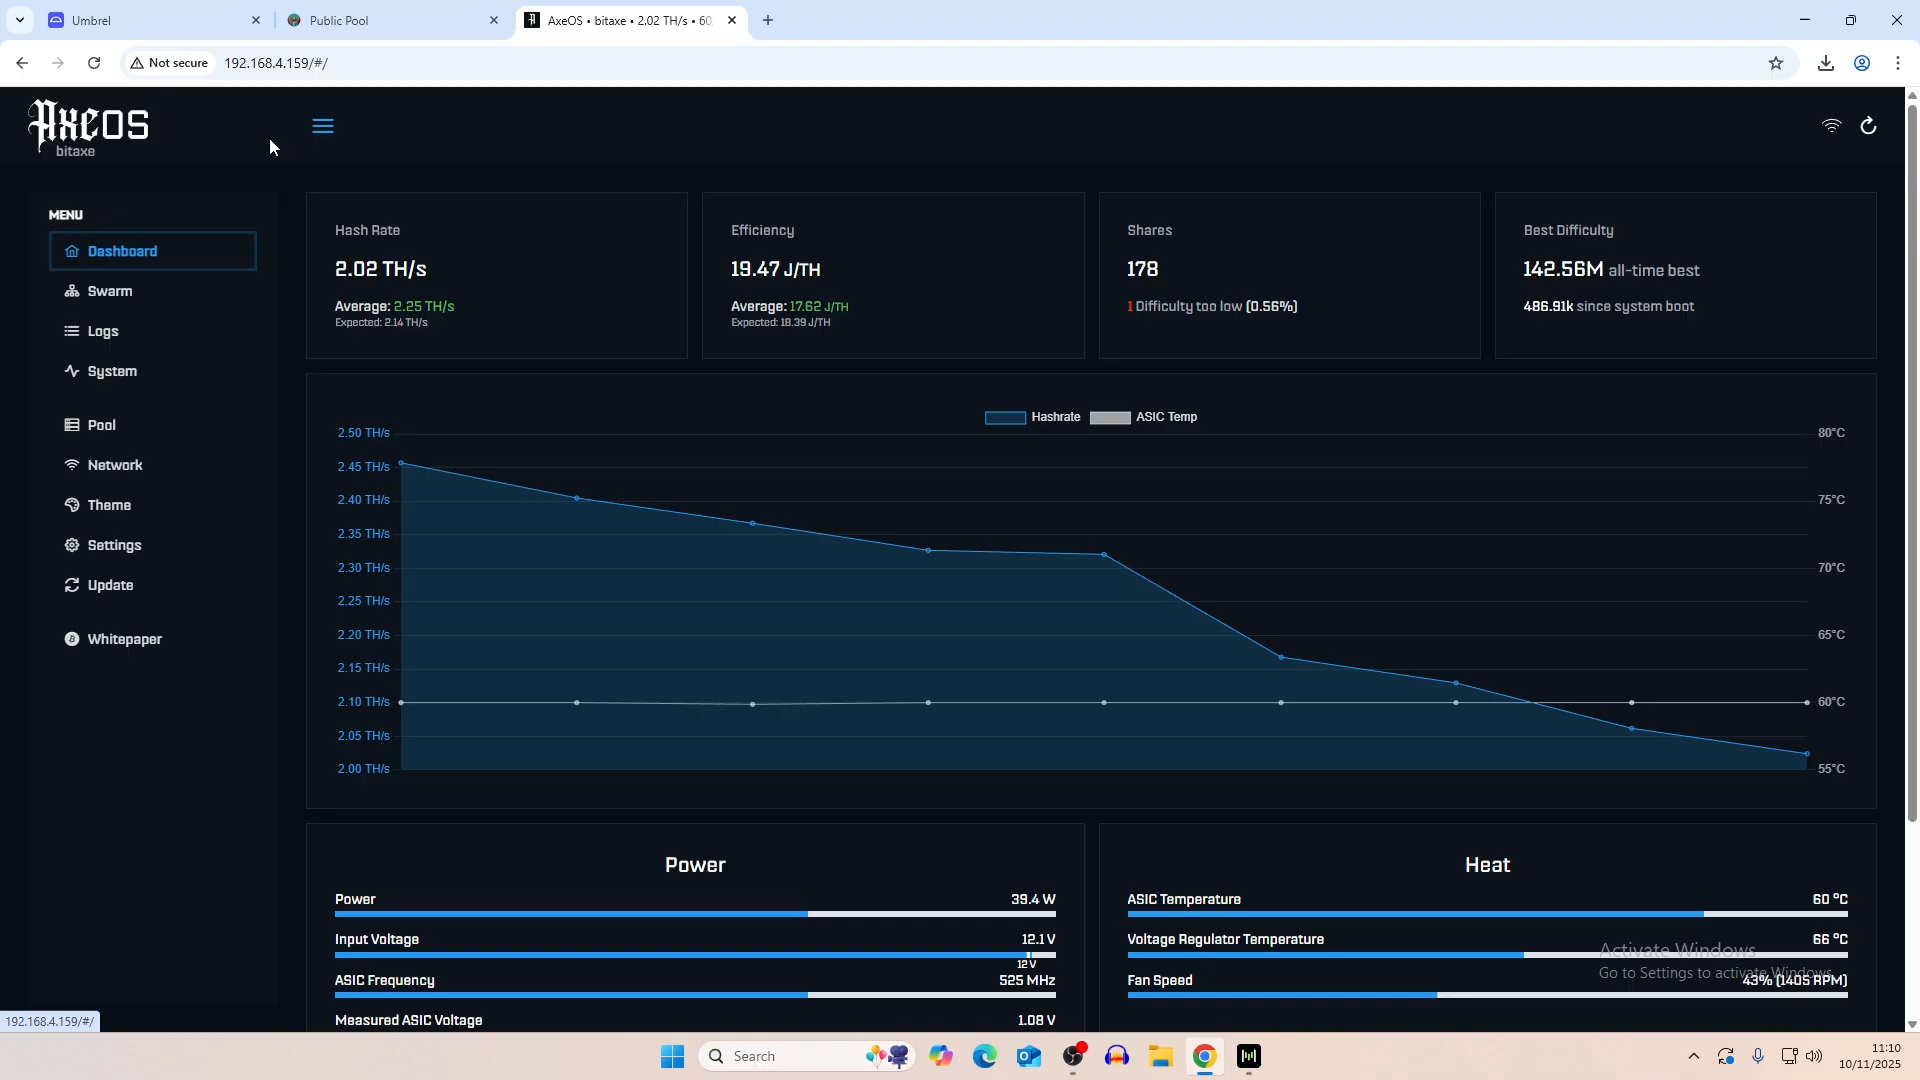 Umbrel
Public Pool
AxeOS • bitaxe • 2.02 TH/s • 60
Not secure
192.168.4.159/#/
AxeOS
bitaxe
MENU
Dashboard
Swarm
Logs
System
Pool
Network
Theme
Settings
Update
Whitepaper
Hash Rate
2.02 TH/s
Average: 2.25 TH/s
Expected: 2.14 TH/s
Efficiency
19.47 J/TH
Average: 17.62 J/TH
Expected: 18.39 J/TH
Shares
178
1 Difficulty too low (0.56%)
Best Difficulty
142.56M all-time best
486.91k since system boot
Hashrate
ASIC Temp
2.50 TH/s
2.45 TH/s
2.40 TH/s
2.35 TH/s
2.30 TH/s
2.25 TH/s
2.20 TH/s
2.15 TH/s
2.10 TH/s
2.05 TH/s
2.00 TH/s
80°C
75°C
70°C
65°C
60°C
55°C
Power
Power 39.4 W
Input Voltage 12.1 V
12 V
ASIC Frequency 525 MHz
Measured ASIC Voltage 1.08 V
Heat
ASIC Temperature 60 °C
Voltage Regulator Temperature 66 °C
Fan Speed 43% (1405 RPM)
Activate Windows
Go to Settings to activate Windows.
192.168.4.159/#/
Search
11:10
10/11/2025